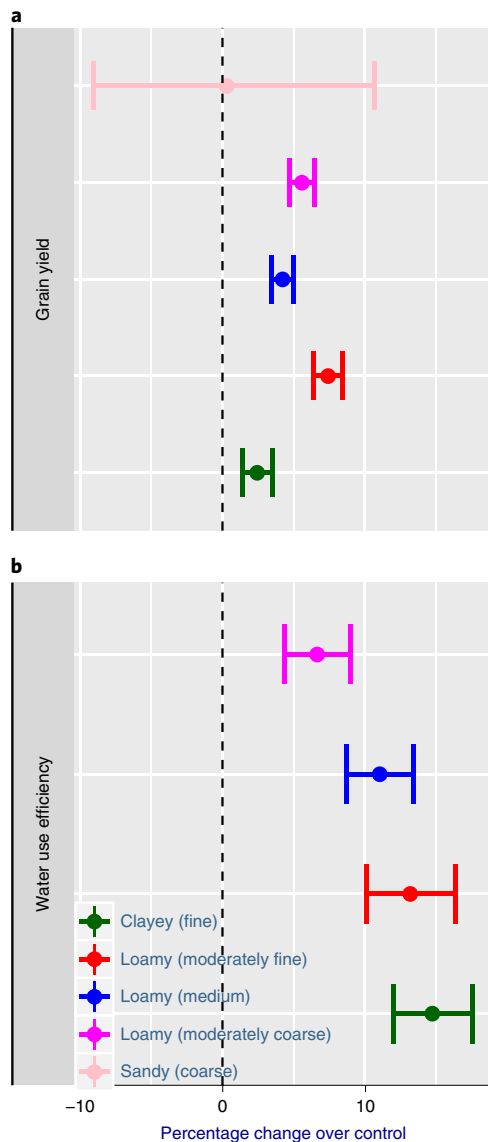 a
Grain yield
b
Water use efficiency
Clayey (fine)
Loamy (moderately fine)
Loamy (medium)
Loamy (moderately coarse)
Sandy (coarse)
−10 0 10
Percentage change over control